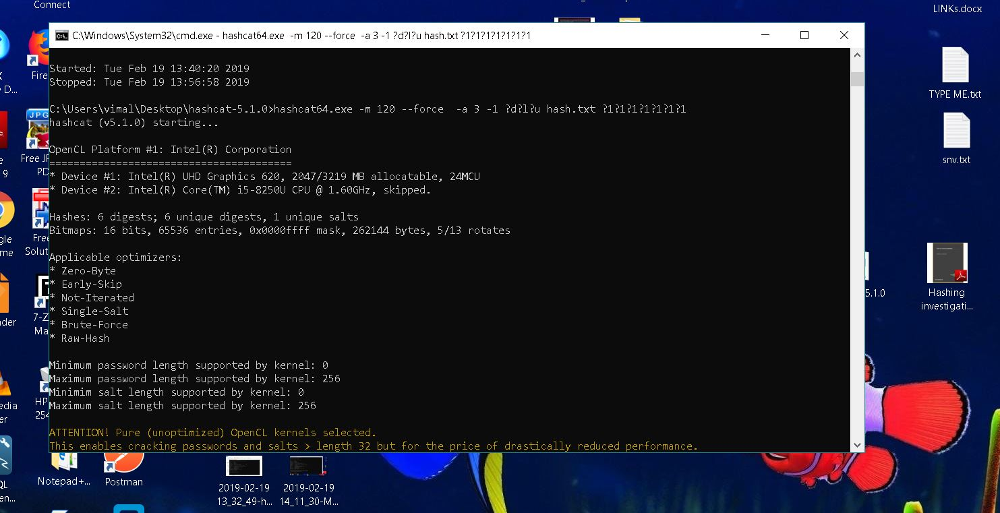 Connect
LINKs.docx
C:\Windows\System32\cmd.exe - hashcat64.exe  -m 120 --force  -a 3 -1 ?d?l?u hash.txt ?1?1?1?1?1?1?1
Started: Tue Feb 19 13:40:20 2019
Stopped: Tue Feb 19 13:56:58 2019
C:\Users\vimal\Desktop\hashcat-5.1.0>hashcat64.exe -m 120 --force  -a 3 -1 ?d?l?u hash.txt ?1?1?1?1?1?1?1
hashcat (v5.1.0) starting...
OpenCL Platform #1: Intel(R) Corporation
========================================
* Device #1: Intel(R) UHD Graphics 620, 2047/3219 MB allocatable, 24MCU
* Device #2: Intel(R) Core(TM) i5-8250U CPU @ 1.60GHz, skipped.
Hashes: 6 digests; 6 unique digests, 1 unique salts
Bitmaps: 16 bits, 65536 entries, 0x0000ffff mask, 262144 bytes, 5/13 rotates
Applicable optimizers:
* Zero-Byte
* Early-Skip
* Not-Iterated
* Single-Salt
* Brute-Force
* Raw-Hash
Minimum password length supported by kernel: 0
Maximum password length supported by kernel: 256
Minimim salt length supported by kernel: 0
Maximum salt length supported by kernel: 256
ATTENTION! Pure (unoptimized) OpenCL kernels selected.
This enables cracking passwords and salts > length 32 but for the price of drastically reduced performance.
Fire
D...
JPG
Free JP
PD
9
gle
me
Free
Solut
7-Z
Ma
der
HP
254
edia
er
QL
en...
TYPE ME.txt
snv.txt
5.1.0
Hashing
investigati...
Notepad+...
Postman
2019-02-19
13_32_49-h...
2019-02-19
14_11_30-M...